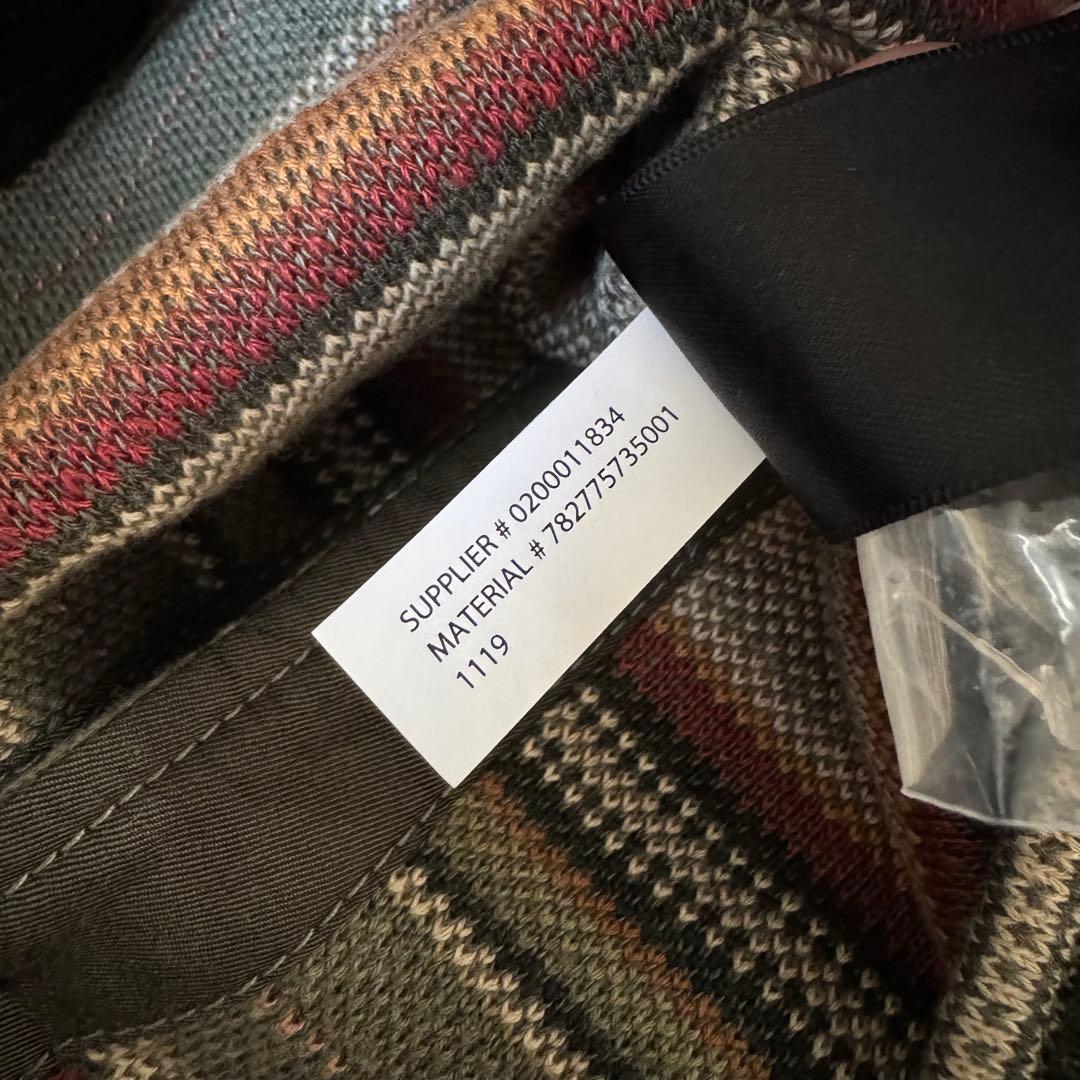 SUPPLIER # 0200011834
MATERIAL # 782775735001
1119